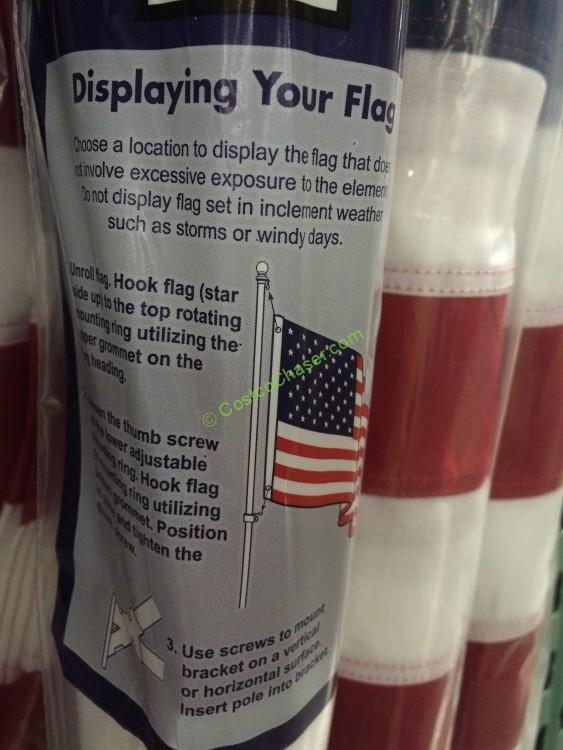 Displaying Your Flag
Choose a location to display the flag that does
not involve excessive exposure to the element
Do not display flag set in inclement weather
such as storms or windy days.
Unroll flag. Hook flag (star
side up) to the top rotating
mounting ring utilizing the
upper grommet on the
heading.
the thumb screw
lower adjustable
ring. Hook flag
ring utilizing
grommet. Position
and tighten the
screw.
© CostcoChaser.com
3. Use screws to mount
bracket on a vertical
or horizontal surface.
Insert pole into bracket.